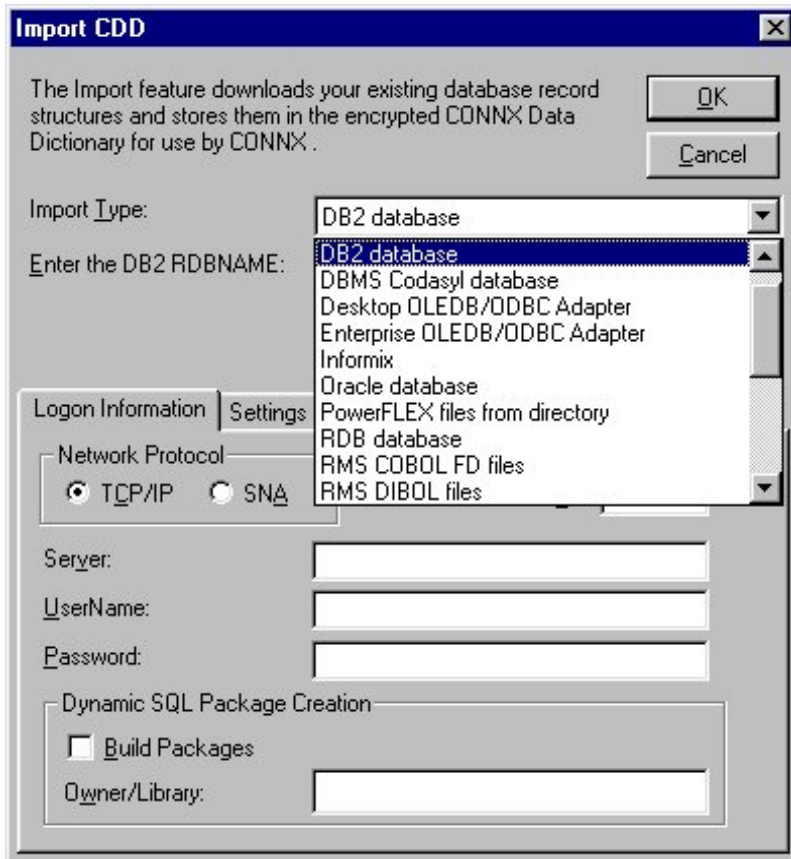 Import CDD
The Import feature downloads your existing database record
structures and stores them in the encrypted CONNX Data
Dictionary for use by CONNX .
OK
Cancel
Import Type:
DB2 database
Enter the DB2 RDBNAME:
DB2 database
DBMS Codasyl database
Desktop OLEDB/ODBC Adapter
Enterprise OLEDB/ODBC Adapter
Informix
Oracle database
PowerFLEX files from directory
RDB database
RMS COBOL FD files
RMS DIBOL files
Logon Information
Settings
Network Protocol
TCP/IP
SNA
Server:
UserName:
Password:
Dynamic SQL Package Creation
Build Packages
Owner/Library: